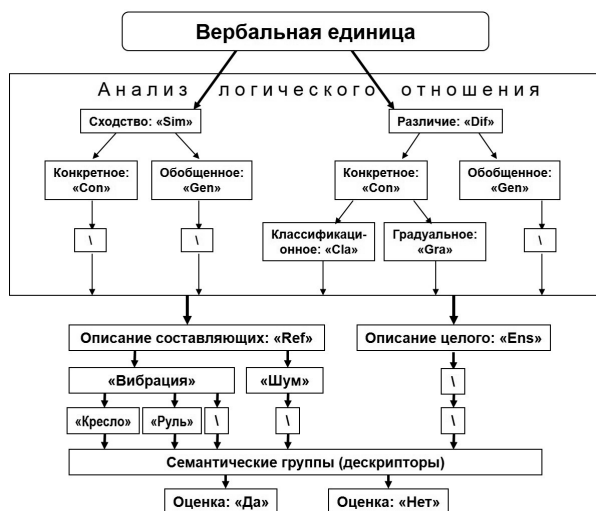 Вербальная единица
Анализ логического отношения
Сходство: «Sim»
Различие: «Dif»
Конкретное:
«Con»
Обобщенное:
«Gen»
Конкретное:
«Con»
Обобщенное:
«Gen»
\
\
Классификаци-
онное: «Cla»
Градуальное:
«Gra»
\
Описание составляющих: «Ref»
Описание целого: «Ens»
«Вибрация»
«Шум»
\
«Кресло»
«Руль»
\
\
\
Семантические группы (дескрипторы)
Оценка: «Да»
Оценка: «Нет»